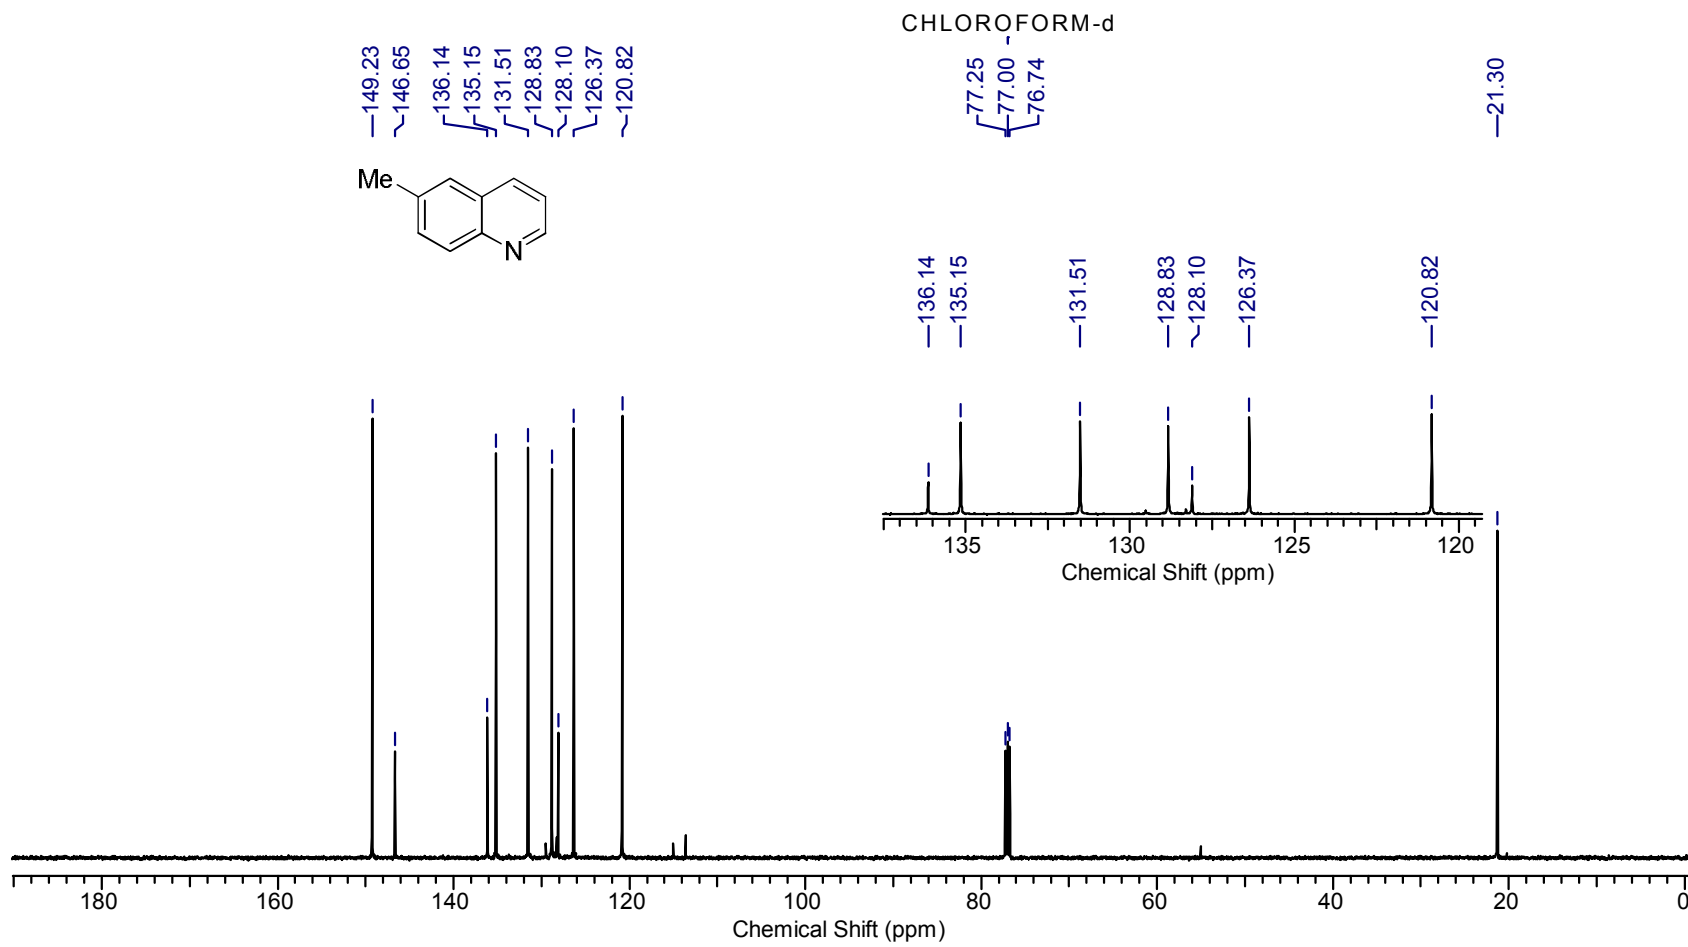 CHLOROFORM-d
149.23
146.65
136.14
135.15
131.51
128.83
128.10
126.37
120.82
77.25
77.00
76.74
21.30
Me
N
136.14
135.15
131.51
128.83
128.10
126.37
120.82
135 130 125 120
Chemical Shift (ppm)
180 160 140 120 100 80 60 40 20 0
Chemical Shift (ppm)